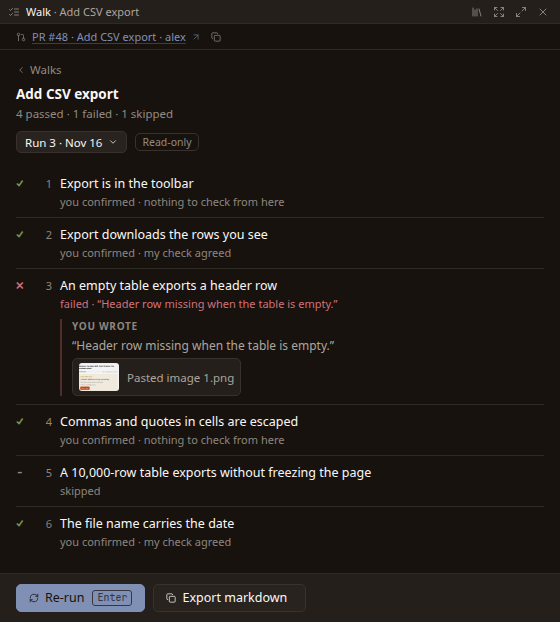 Walk · Add CSV export
PR #48 · Add CSV export · alex
Walks
Add CSV export
4 passed · 1 failed · 1 skipped
Run 3 · Nov 16
Read-only
1 Export is in the toolbar
you confirmed · nothing to check from here
2 Export downloads the rows you see
you confirmed · my check agreed
3 An empty table exports a header row
failed · “Header row missing when the table is empty.”
YOU WROTE
“Header row missing when the table is empty.”
Pasted image 1.png
4 Commas and quotes in cells are escaped
you confirmed · nothing to check from here
5 A 10,000-row table exports without freezing the page
skipped
6 The file name carries the date
you confirmed · my check agreed
Re-run Enter
Export markdown